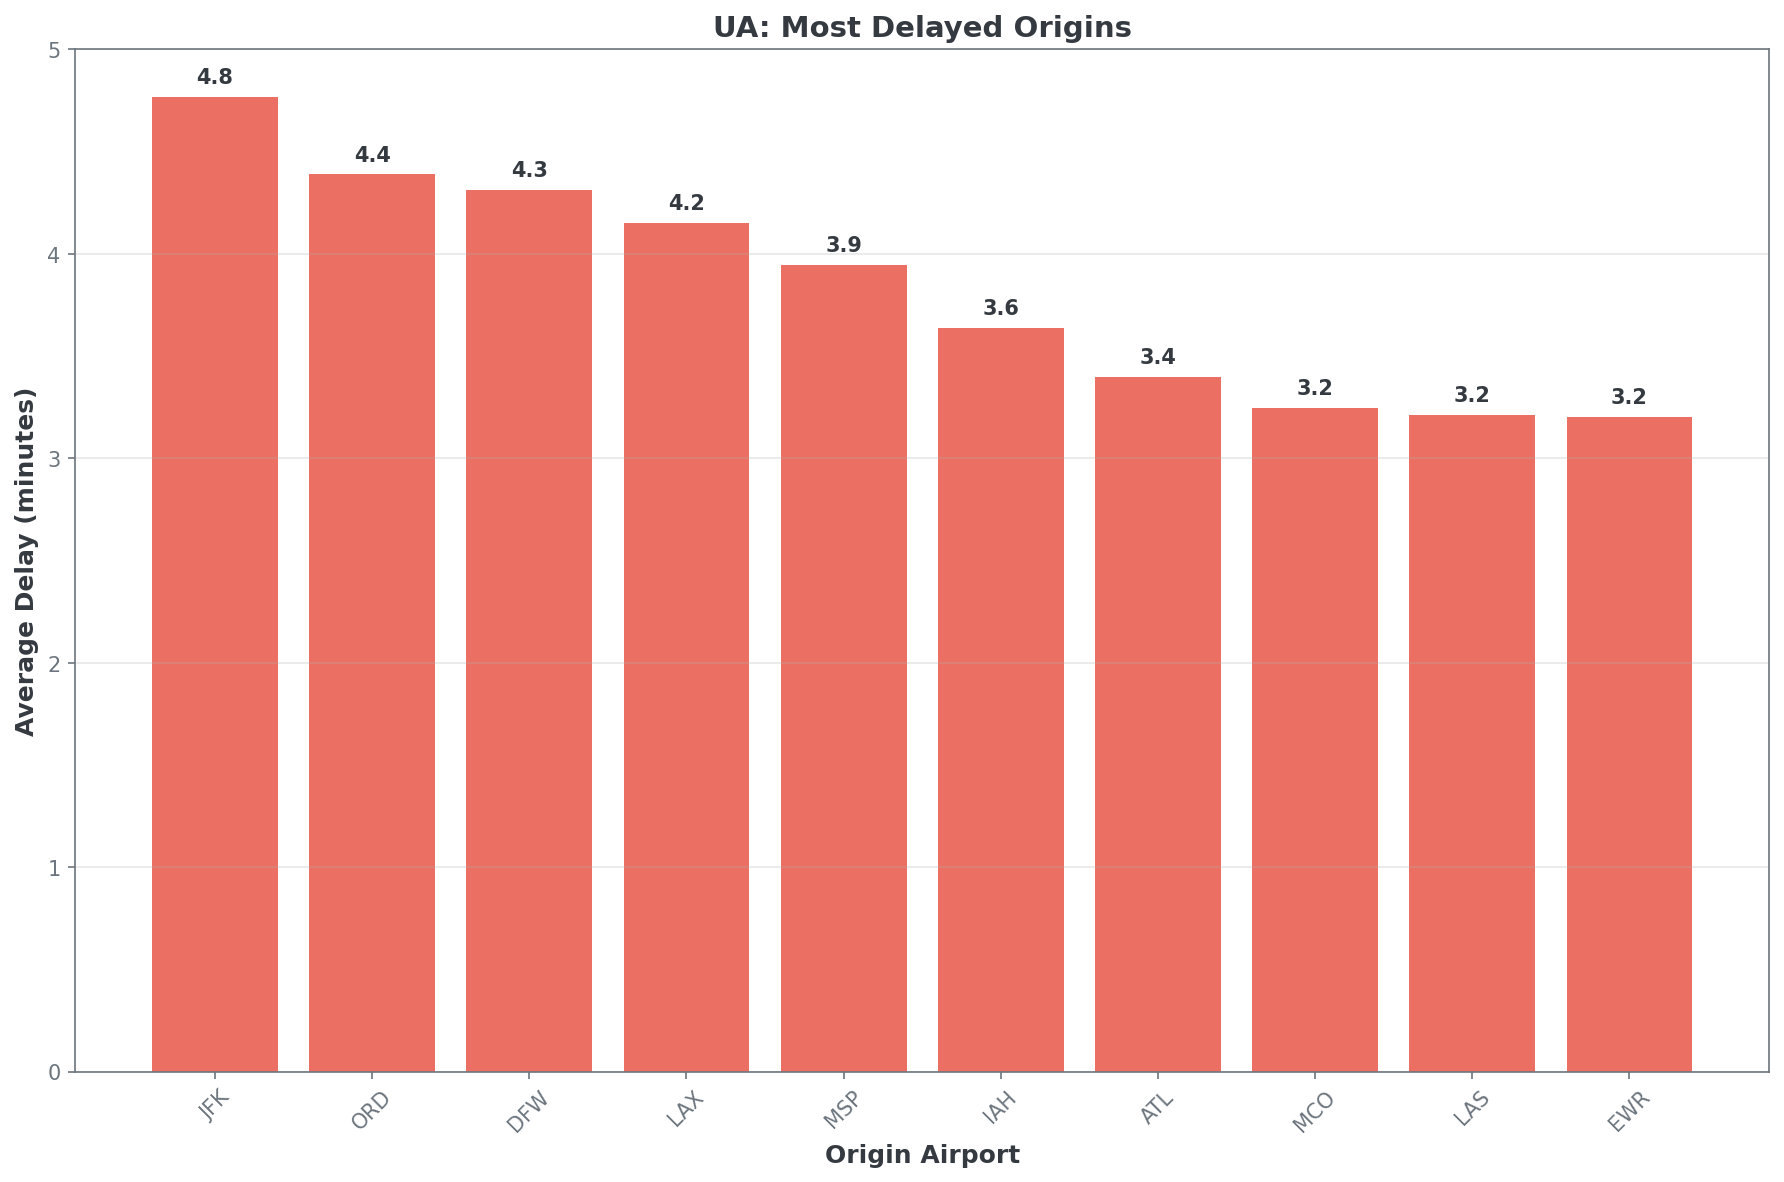 UA: Most Delayed Origins
Average Delay (minutes)
5
4
3
2
1
0
4.8
4.4
4.3
4.2
3.9
3.6
3.4
3.2
3.2
3.2
JFK
ORD
DFW
LAX
MSP
IAH
ATL
MCO
LAS
EWR
Origin Airport